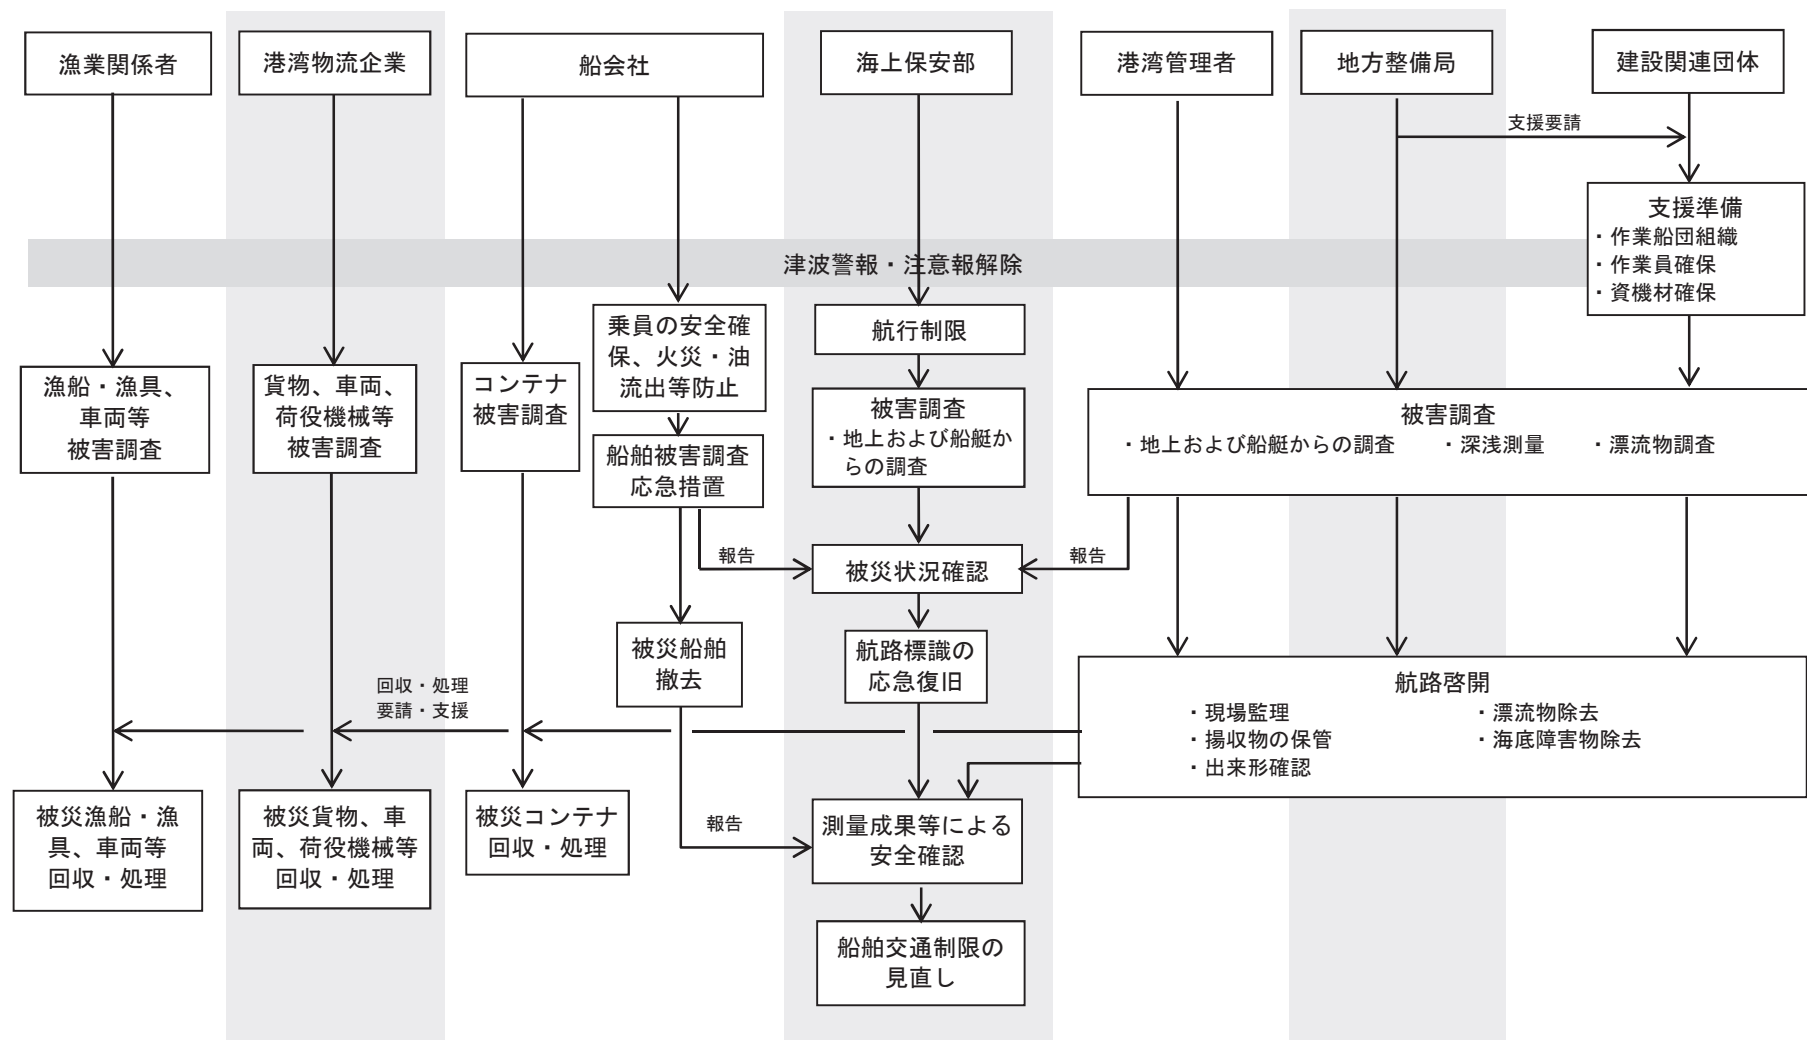 漁業関係者
港湾物流企業
船会社
海上保安部
港湾管理者
地方整備局
建設関連団体
支援要請
支援準備
・作業船団組織
・作業員確保
・資機材確保
津波警報・注意報解除
漁船・漁具、
車両等
被害調査
貨物、車両、
荷役機械等
被害調査
コンテナ
被害調査
乗員の安全確
保、火災・油
流出等防止
船舶被害調査
応急措置
航行制限
被害調査
・地上および船艇か
らの調査
被害調査
・地上および船艇からの調査 ・深浅測量 ・漂流物調査
報告
被災状況確認
報告
被災船舶
撤去
航路標識の
応急復旧
航路啓開
・現場監理
・揚収物の保管
・出来形確認
・漂流物除去
・海底障害物除去
回収・処理
要請・支援
被災漁船・漁
具、車両等
回収・処理
被災貨物、車
両、荷役機械等
回収・処理
被災コンテナ
回収・処理
報告
測量成果等による
安全確認
船舶交通制限の
見直し